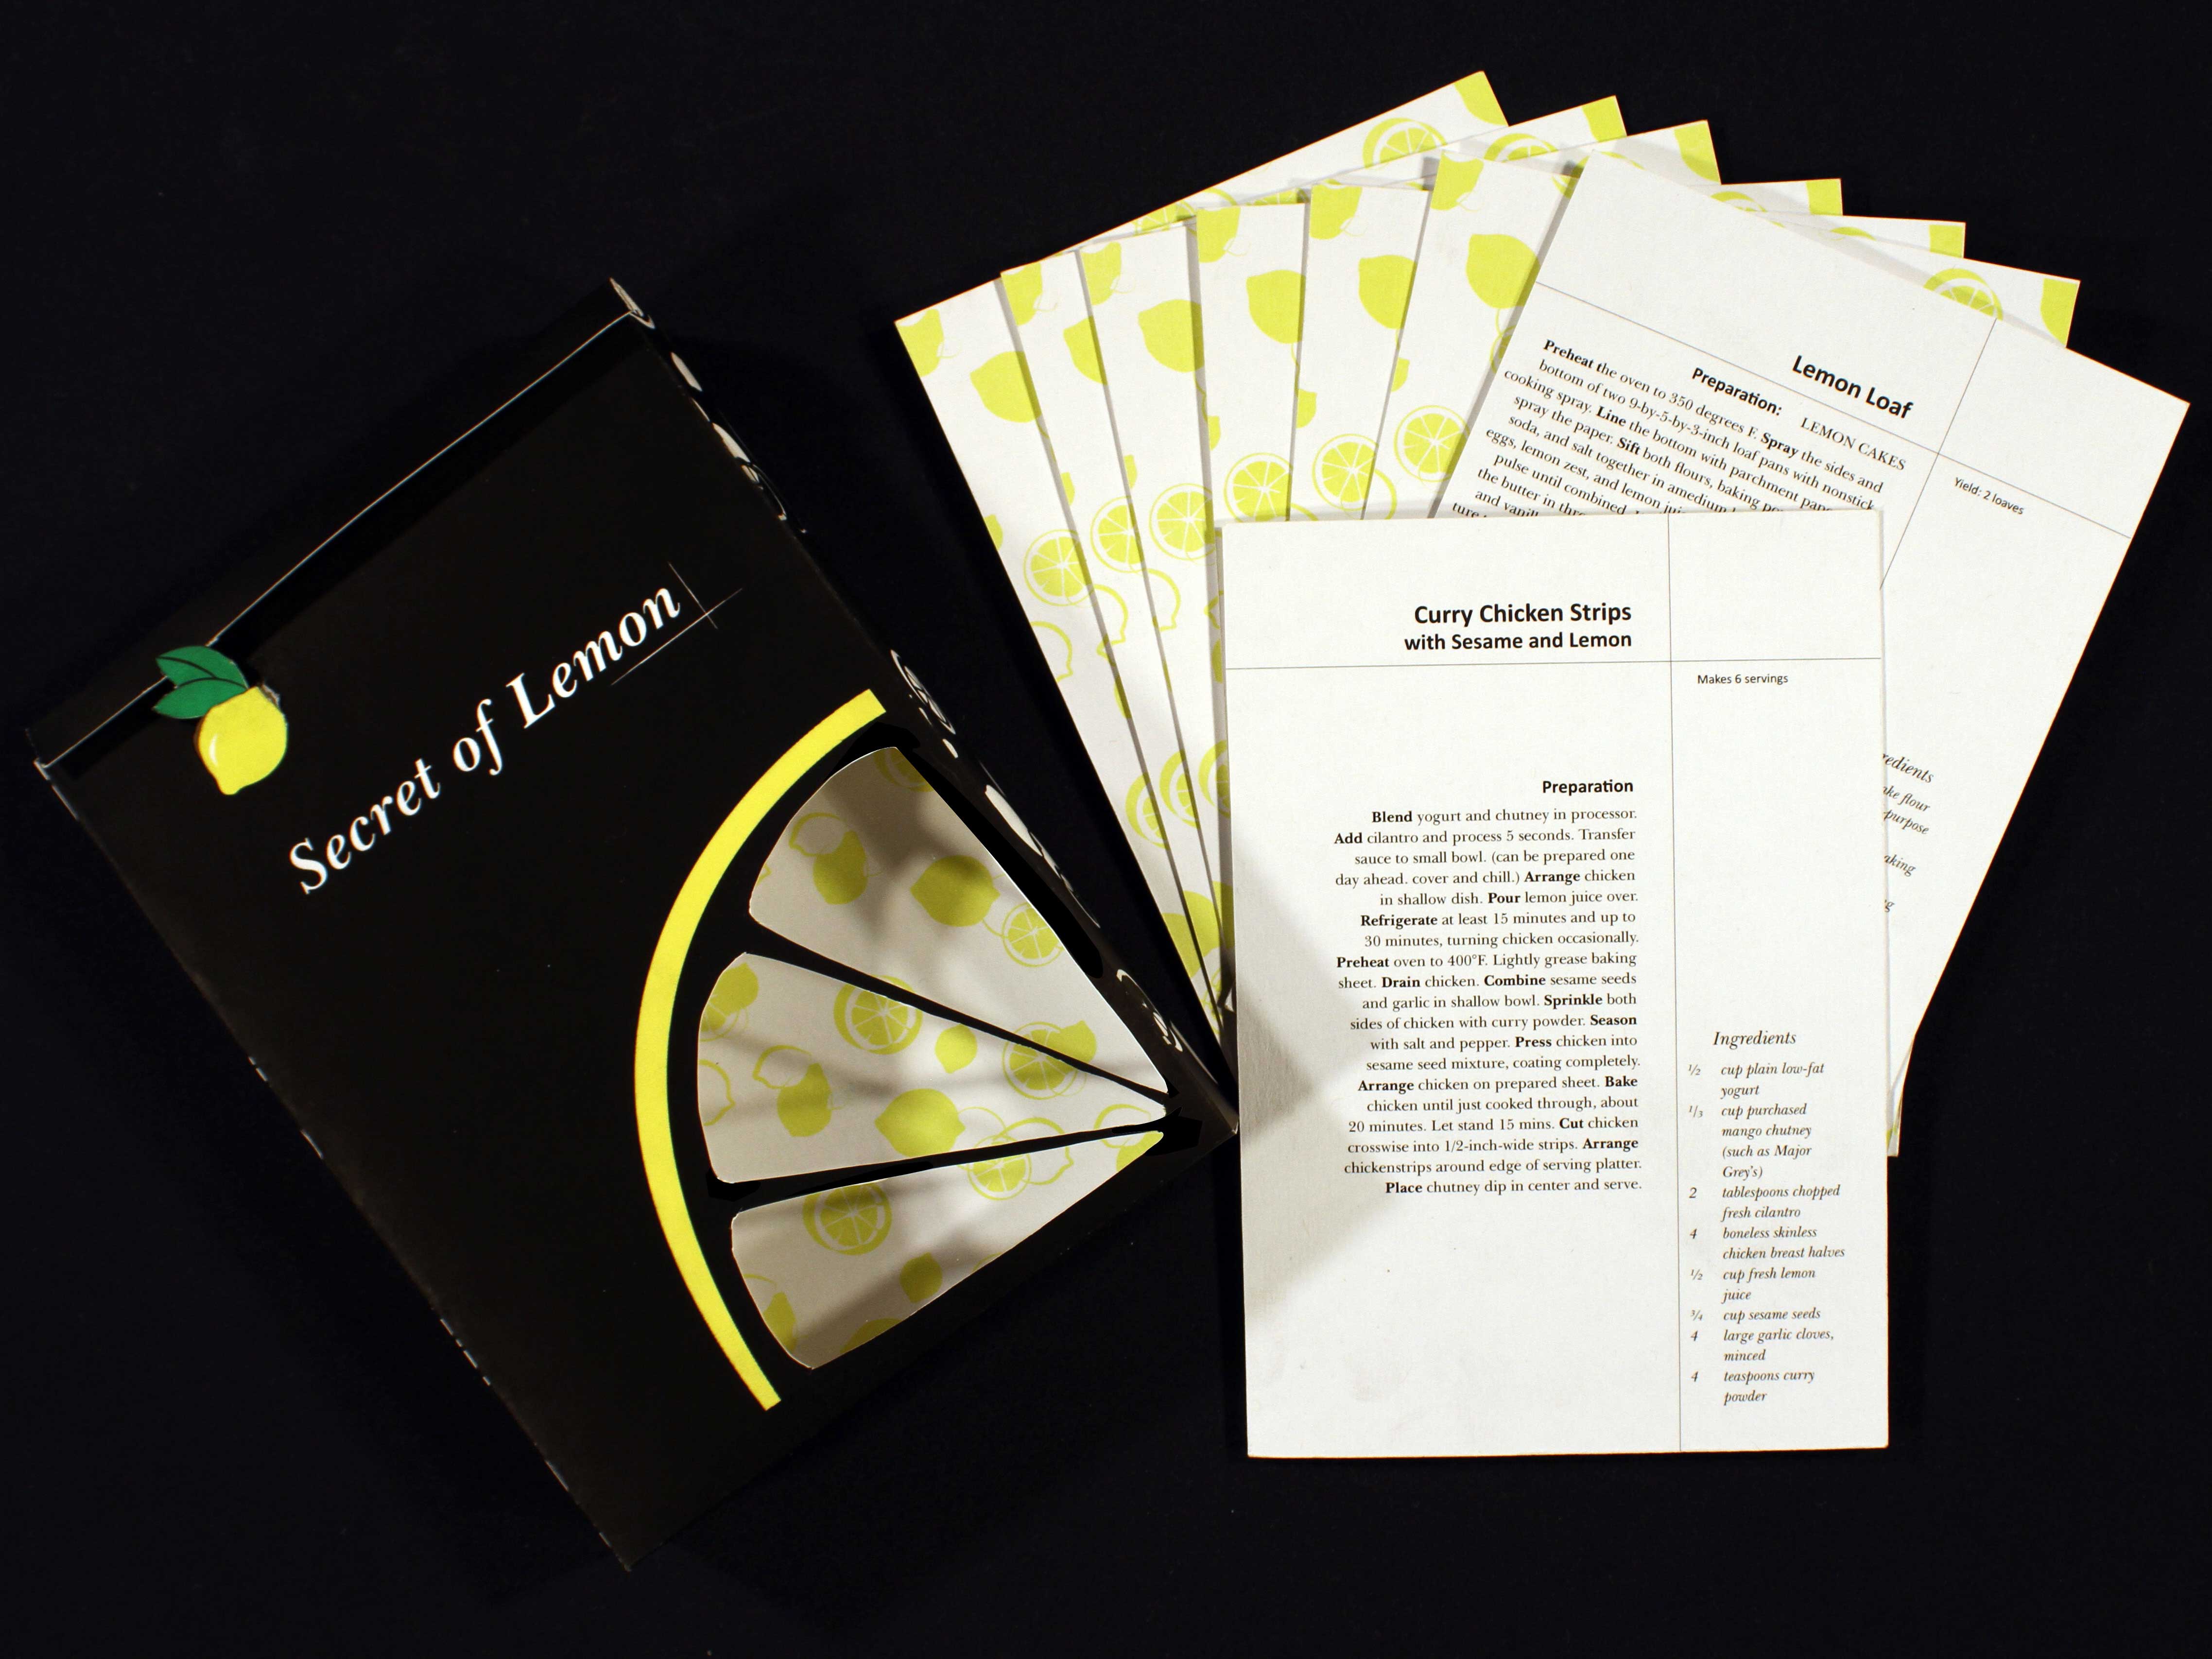 Secret of Lemon
Lemon Loaf
Preparation:
LEMON CAKES
Preheat the oven to 350 degrees F. Spray the sides and
bottom of two 9-by-5-by-3-inch loaf pans with nonstick
cooking spray. Line the bottom with parchment
spray the paper. Sift both flours, baking
soda, and salt together in amedium
eggs, lemon zest, and lemon
pulse until combined.
the butter in
and
Yield: 2 loaves
flour
purpose
Curry Chicken Strips
with Sesame and Lemon
Makes 6 servings
Preparation
Blend yogurt and chutney in processor.
Add cilantro and process 5 seconds. Transfer
sauce to small bowl. (can be prepared one
day ahead. cover and chill.) Arrange chicken
in shallow dish. Pour lemon juice over.
Refrigerate at least 15 minutes and up to
30 minutes, turning chicken occasionally.
Preheat oven to 400°F. Lightly grease baking
sheet. Drain chicken. Combine sesame seeds
and garlic in shallow bowl. Sprinkle both
sides of chicken with curry powder. Season
with salt and pepper. Press chicken into
sesame seed mixture, coating completely.
Arrange chicken on prepared sheet. Bake
chicken until just cooked through, about
20 minutes. Let stand 15 mins. Cut chicken
crosswise into 1/2-inch-wide strips. Arrange
chickenstrips around edge of serving platter.
Place chutney dip in center and serve.
Ingredients
1/2 cup plain low-fat
yogurt
1/3 cup purchased
mango chutney
(such as Major
Grey's)
2 tablespoons chopped
fresh cilantro
4 boneless skinless
chicken breast halves
1/2 cup fresh lemon
juice
3/4 cup sesame seeds
4 large garlic cloves,
minced
4 teaspoons curry
powder